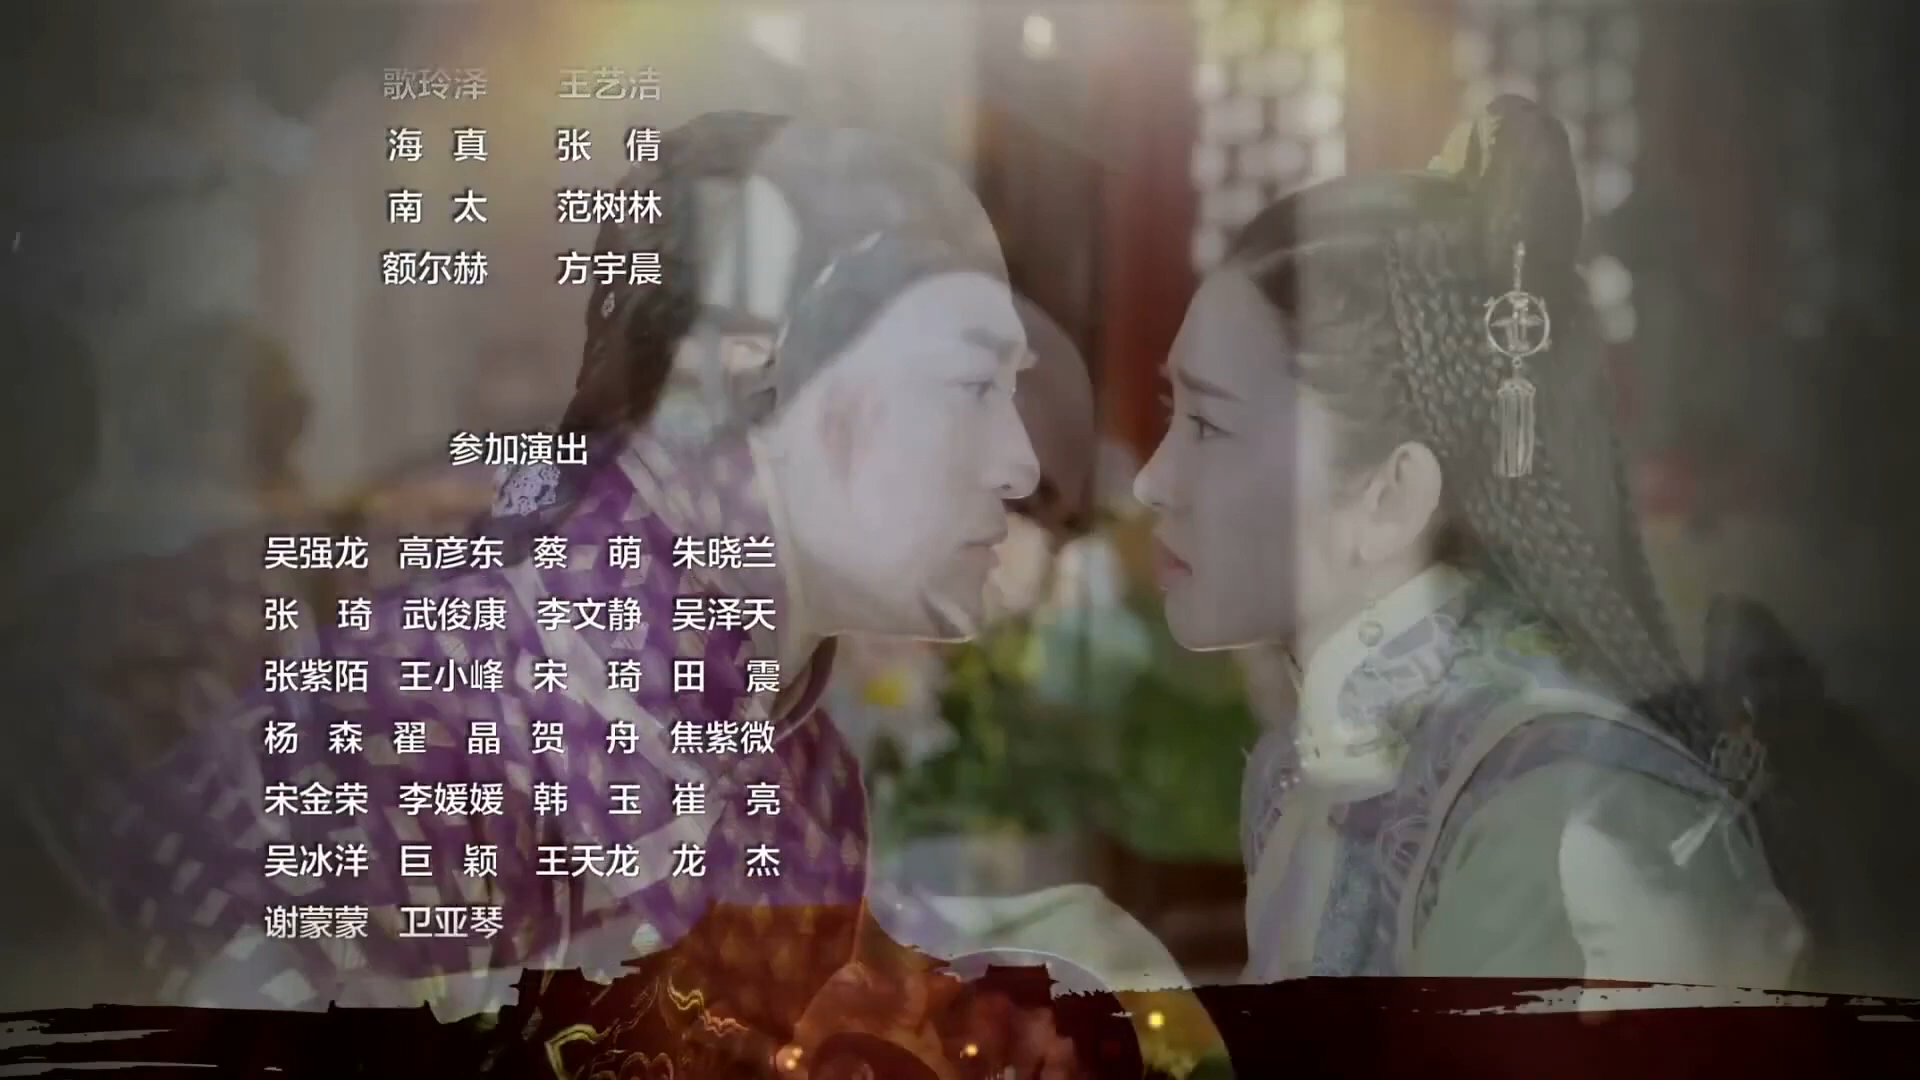 歌玲泽 王艺洁
海 真 张 倩
南 太 范树林
额尔赫 方宇晨
参加演出
吴强龙 高彦东 蔡 萌 朱晓兰
张 琦 武俊康 李文静 吴泽天
张紫陌 王小峰 宋 琦 田 震
杨 森 翟 晶 贺 舟 焦紫微
宋金荣 李媛媛 韩 玉 崔 亮
吴冰洋 巨 颖 王天龙 龙 杰
谢蒙蒙 卫亚琴